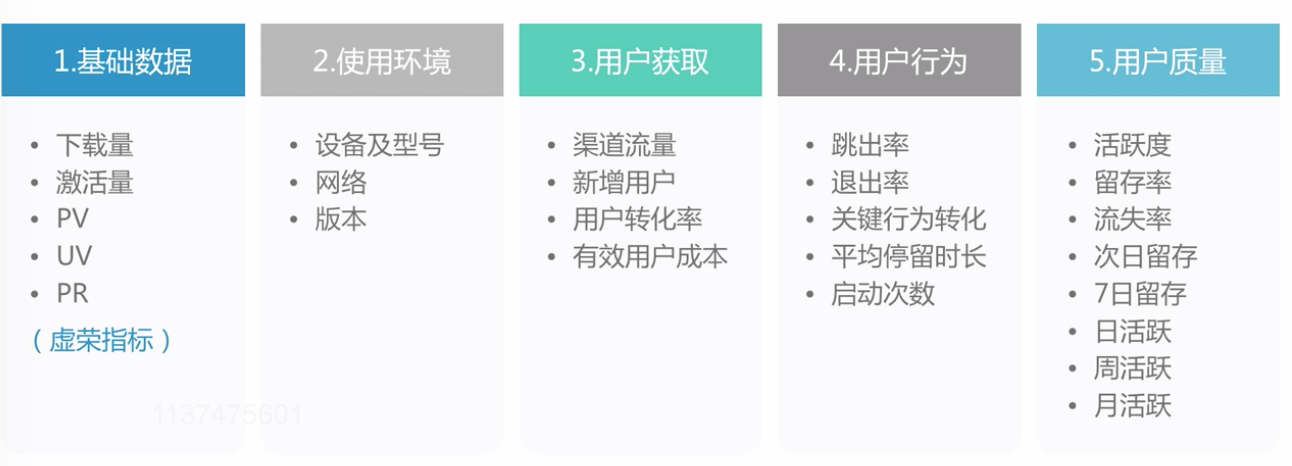 1.基础数据
下载量
激活量
PV
UV
PR
（虚荣指标）
2.使用环境
设备及型号
网络
版本
3.用户获取
渠道流量
新增用户
用户转化率
有效用户成本
4.用户行为
跳出率
退出率
关键行为转化
平均停留时长
启动次数
5.用户质量
活跃度
留存率
流失率
次日留存
7日留存
日活跃
周活跃
月活跃
1137475601